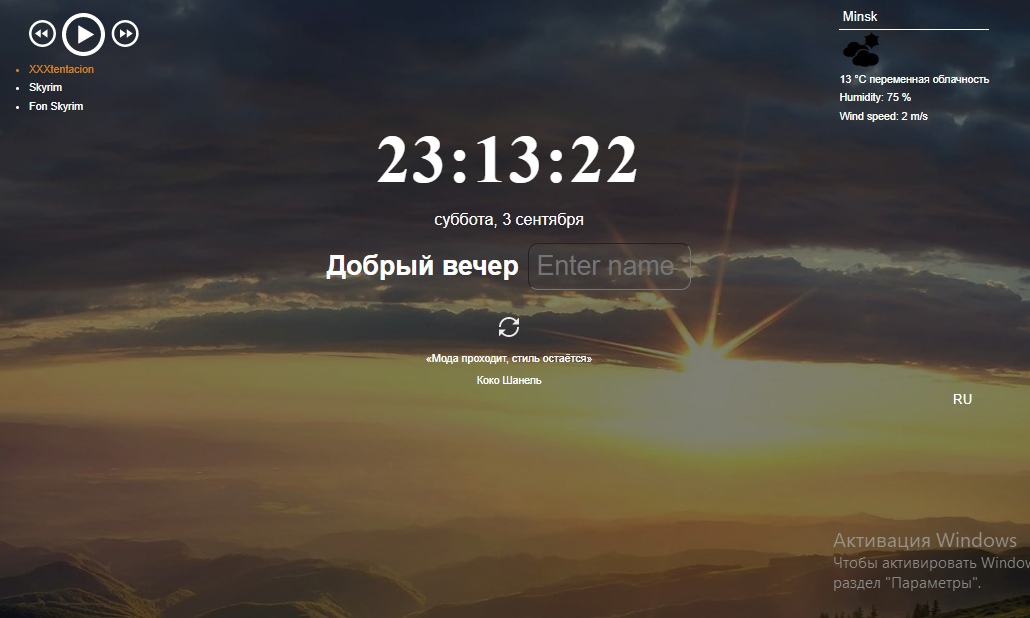 Minsk
XXXtentacion
Skyrim
Fon Skyrim
13 °C переменная облачность
Humidity: 75 %
Wind speed: 2 m/s
23:13:22
суббота, 3 сентября
Добрый вечер Enter name
«Мода проходит, стиль остаётся»
Коко Шанель
RU
Активация Windows
Чтобы активировать Windov
раздел "Параметры".